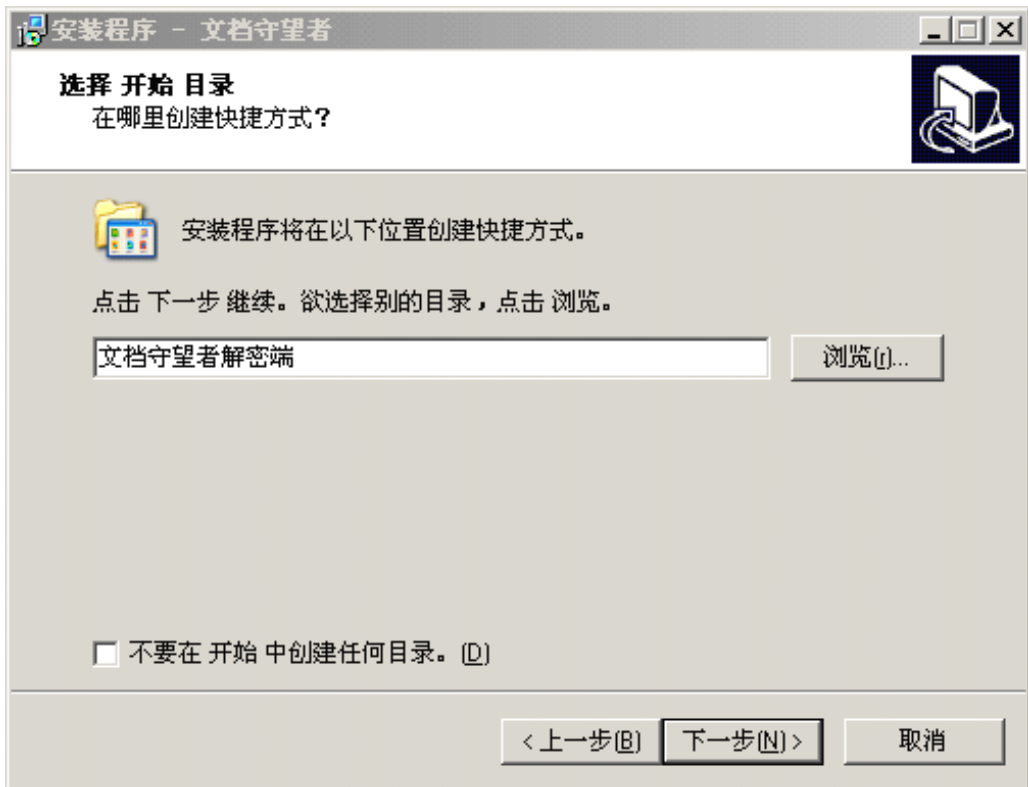 安装程序 - 文档守望者
选择 开始 目录
在哪里创建快捷方式？
安装程序将在以下位置创建快捷方式。
点击 下一步 继续。欲选择别的目录，点击 浏览。
文档守望者解密端
浏览(r)...
不要在 开始 中创建任何目录。(D)
< 上一步(B) 下一步(N) > 取消